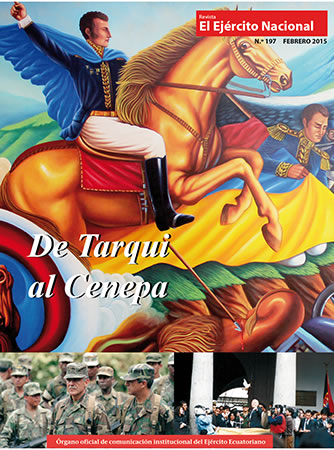 Revista
El Ejército Nacional
N.º 197 FEBRERO 2015
De Tarqui
al Cenepa
Órgano oficial de comunicación institucional del Ejército Ecuatoriano